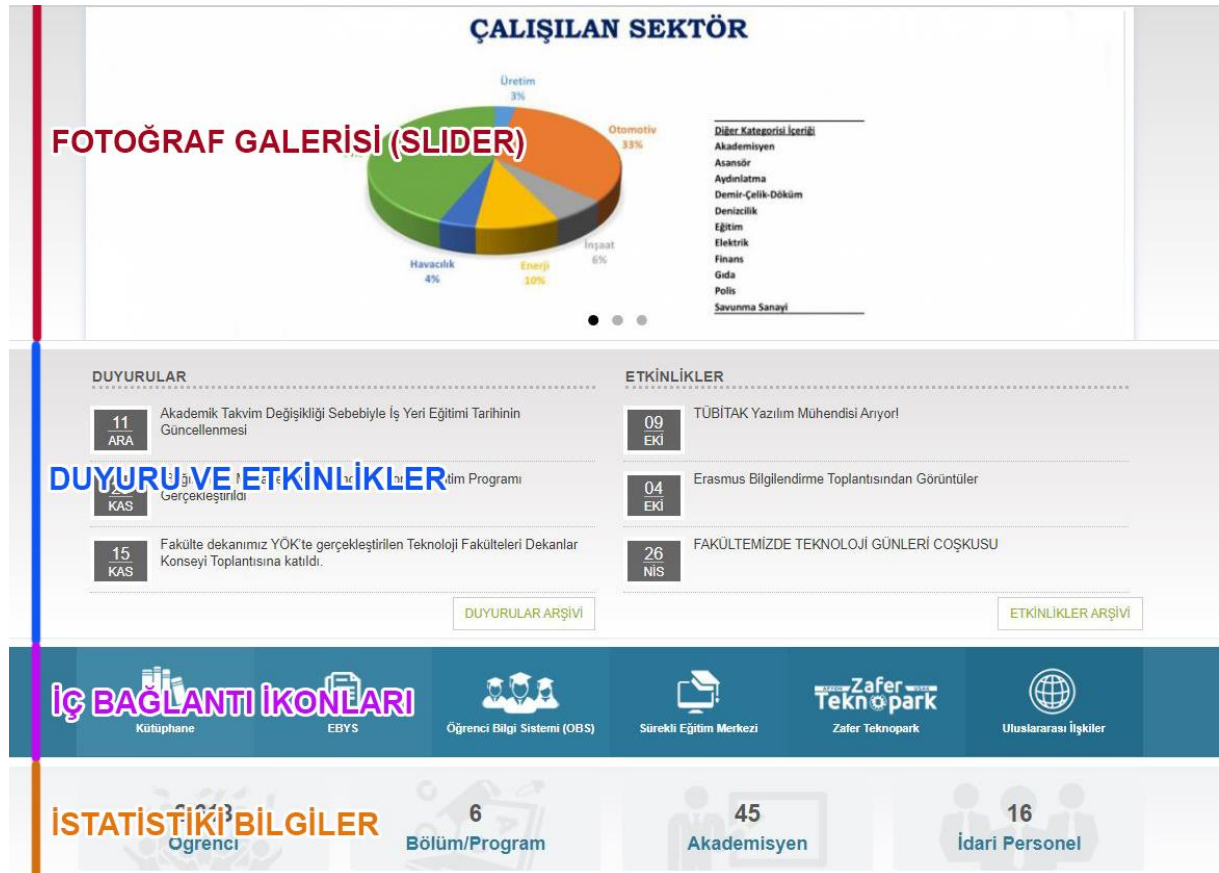 ÇALIŞILAN SEKTÖR
Üretim
3%
Otomotiv
33%
İnşaat
6%
Enerji
10%
Havacılık
4%
Diğer Kategorisi İçeriği
Akademisyen
Asansör
Aydınlatma
Demir-Çelik-Döküm
Denizcilik
Eğitim
Elektrik
Finans
Gıda
Polis
Savunma Sanayi
FOTOĞRAF GALERİSİ (SLIDER)
DUYURULAR
11
ARA
Akademik Takvim Değişikliği Sebebiyle İş Yeri Eğitimi Tarihinin
Güncellenmesi
KAS
Programı
Gerçekleştirildi
15
KAS
Fakülte dekanımız YÖK'te gerçekleştirilen Teknoloji Fakülteleri Dekanlar
Konseyi Toplantısına katıldı.
DUYURULAR ARŞİVİ
ETKİNLİKLER
09
EKİ
TÜBİTAK Yazılım Mühendisi Arıyor!
04
EKİ
Erasmus Bilgilendirme Toplantısından Görüntüler
26
NİS
FAKÜLTEMİZDE TEKNOLOJİ GÜNLERİ COŞKUSU
ETKİNLİKLER ARŞİVİ
DUYURU VE ETKİNLİKLER
İÇ BAĞLANTI İKONLARI
Kütüphane
EBYS
Öğrenci Bilgi Sistemi (OBS)
Sürekli Eğitim Merkezi
Zafer
Teknopark
Zafer Teknopark
Uluslararası İlişkiler
İSTATİSTİKİ BİLGİLER
Öğrenci
6
Bölüm/Program
45
Akademisyen
16
İdari Personel